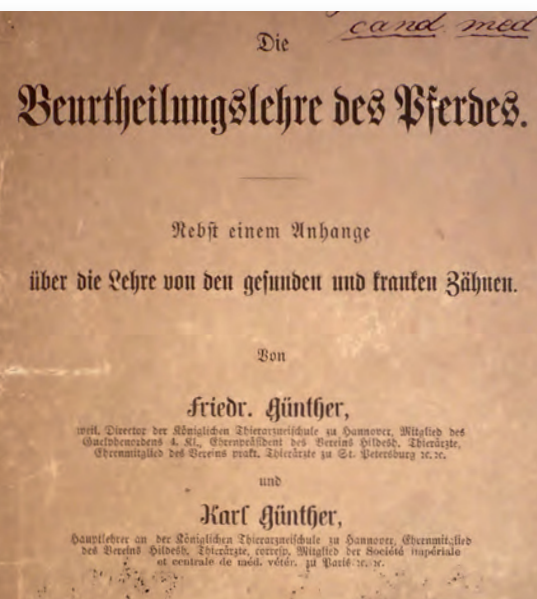 cand med
Die
Beurtheilungslehre des Pferdes.
Nebst einem Anhange
über die Lehre von den gesunden und kranken Zähnen.
Von
Friedr. Günther,
weil. Director der Königlichen Thierarzneischule zu Hannover, Mitglied des
Guelphenordens 4. Kl., Ehrenpräsident des Vereins Hildesh. Thierärzte,
Ehrenmitglied des Vereins prakt. Thierärzte zu St. Petersburg ꝛc. ꝛc.
und
Karl Günther,
Hauptlehrer an der Königlichen Thierarzneischule zu Hannover, Ehrenmitglied
des Vereins Hildesh. Thierärzte, corresp. Mitglied der Société impériale
et centrale de méd. vétér. zu Paris ꝛc. ꝛc.